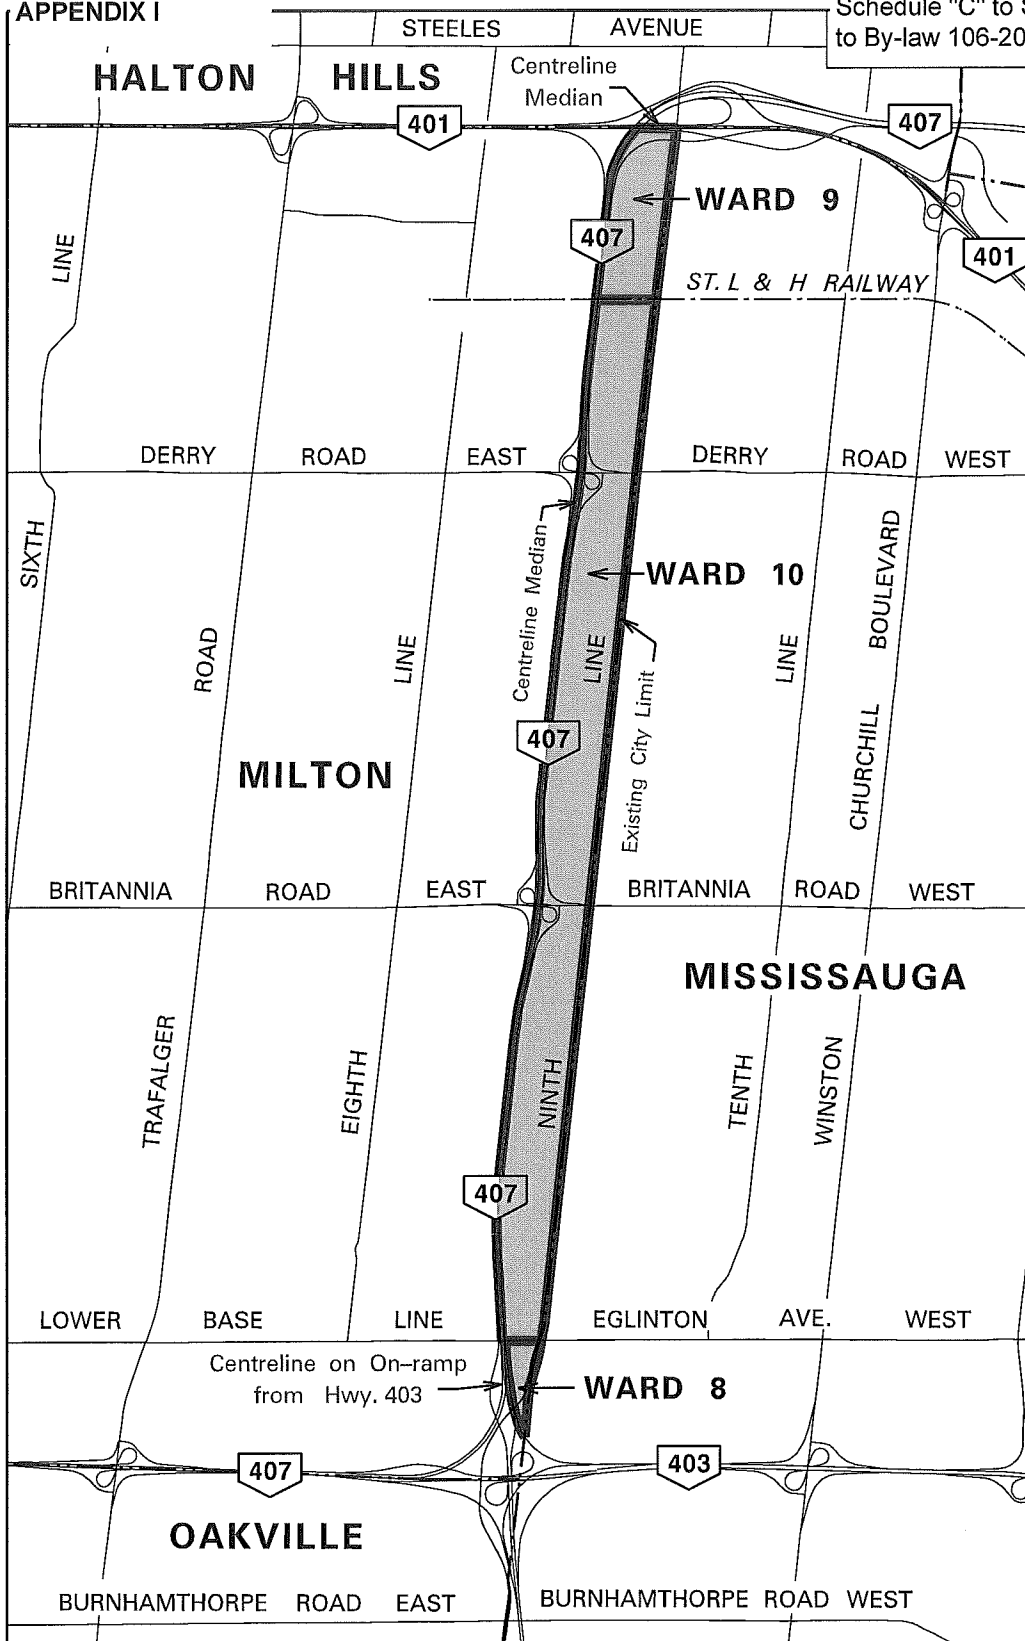 APPENDIX I
Schedule "C" to
to By-law 106-20
STEELES AVENUE
HALTON HILLS
Centreline
Median
401
407
WARD 9
407
401
LINE
ST. L & H RAILWAY
DERRY ROAD EAST
DERRY ROAD WEST
SIXTH
Centreline Median
WARD 10
BOULEVARD
ROAD
LINE
LINE
LINE
Existing City Limit
407
CHURCHILL
MILTON
BRITANNIA ROAD EAST
BRITANNIA ROAD WEST
MISSISSAUGA
TRAFALGER
EIGHTH
NINTH
TENTH
WINSTON
407
LOWER BASE LINE
EGLINTON AVE. WEST
Centreline on On-ramp
from Hwy. 403
WARD 8
407
403
OAKVILLE
BURNHAMTHORPE ROAD EAST
BURNHAMTHORPE ROAD WEST